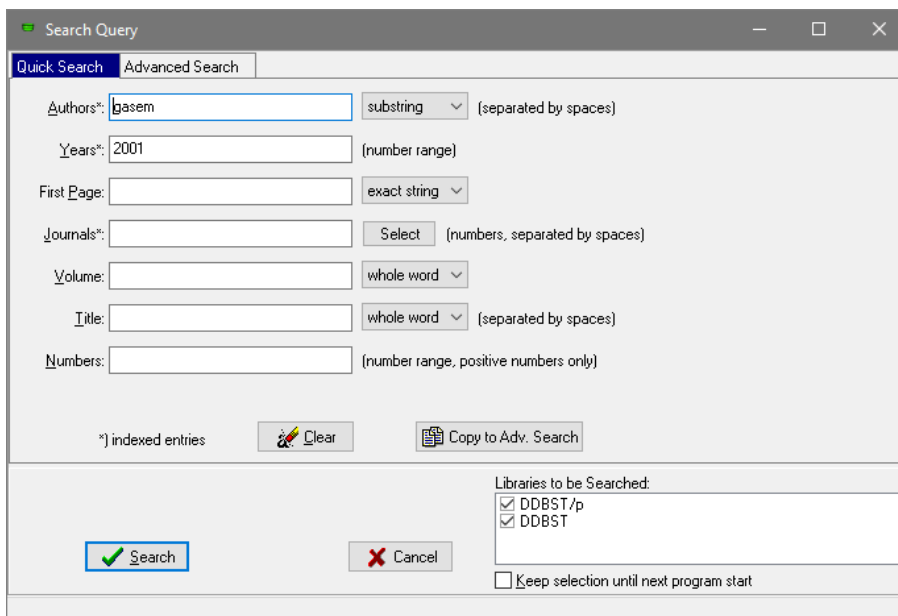 Search Query
Quick Search Advanced Search
Authors*: gasem substring (separated by spaces)
Years*: 2001 (number range)
First Page: exact string
Journals*: Select (numbers, separated by spaces)
Volume: whole word
Title: whole word (separated by spaces)
Numbers: (number range, positive numbers only)
*) indexed entries Clear Copy to Adv. Search
Libraries to be Searched:
DDBST/p
DDBST
Search Cancel
Keep selection until next program start